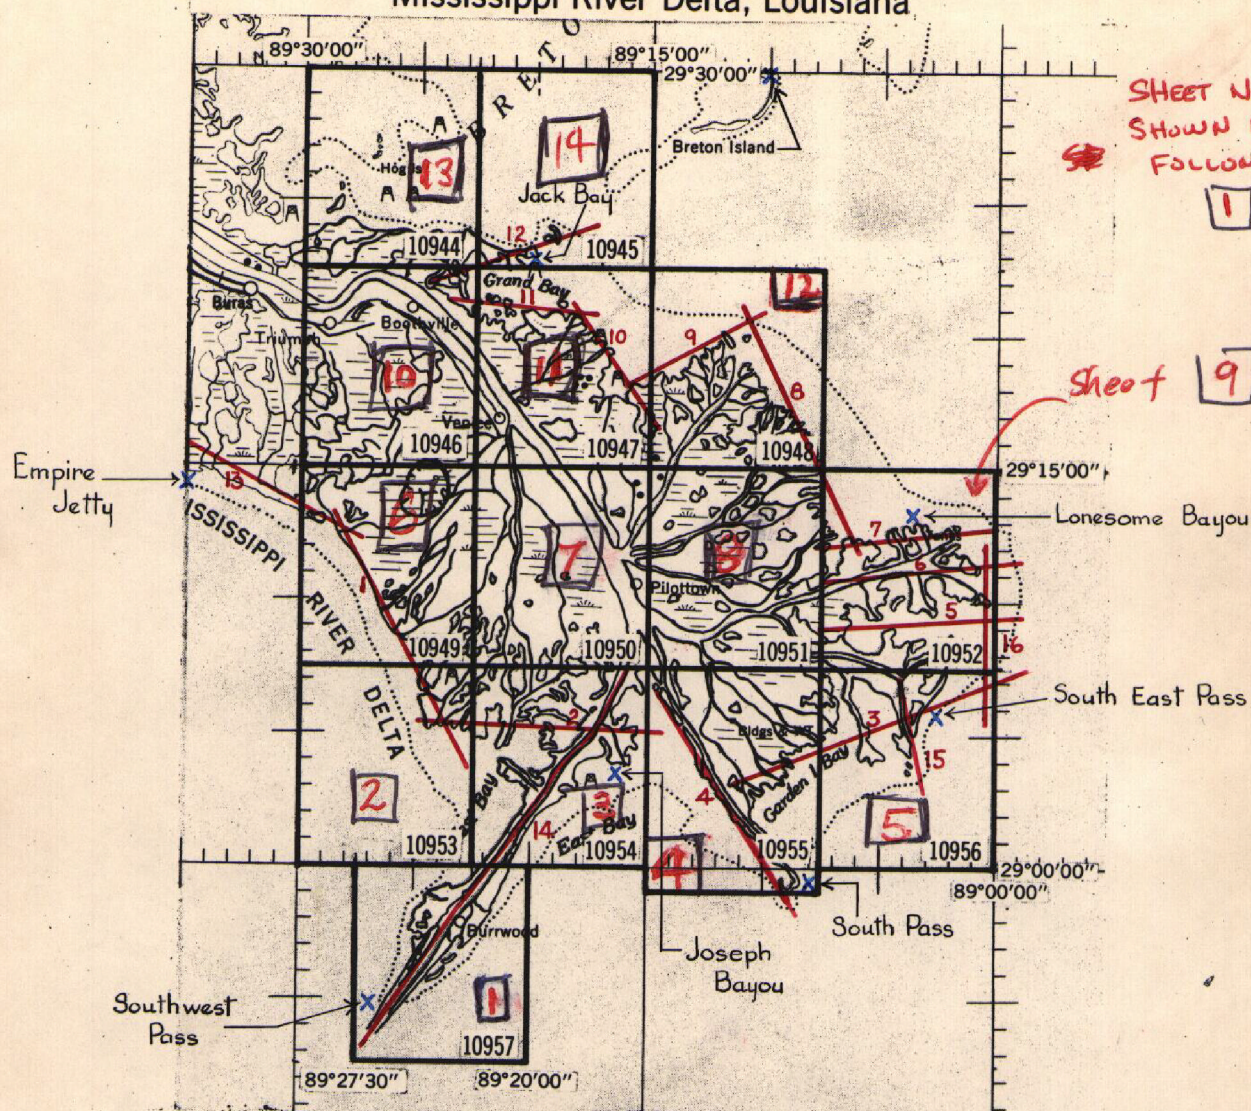 Mississippi River Delta, Louisiana
89°30'00"
89°15'00"
29°30'00"
BRETO
SHEET N
SHOWN
FOLLOW
1
Breton Island
13
14
Jack Bay
12
10944
10945
Grand Bay
11
12
Buras
Boothville
Triumph
10
9
10
11
8
Sheet 9
Venice
10946
10947
10948
29°15'00"
Empire
Jetty
13
6
7
8
7
Lonesome Bayou
6
ISSISSIPPI
RIVER
DELTA
1
Pilottown
5
10949
10950
10951
10952
16
South East Pass
2
3
Garden I Bay
15
2
Bay
3
4
5
14
East Bay
10953
10954
10955
10956
4
29°00'00"
89°00'00"
South Pass
Burrwood
Joseph
Bayou
Southwest
Pass
1
10957
89°27'30"
89°20'00"